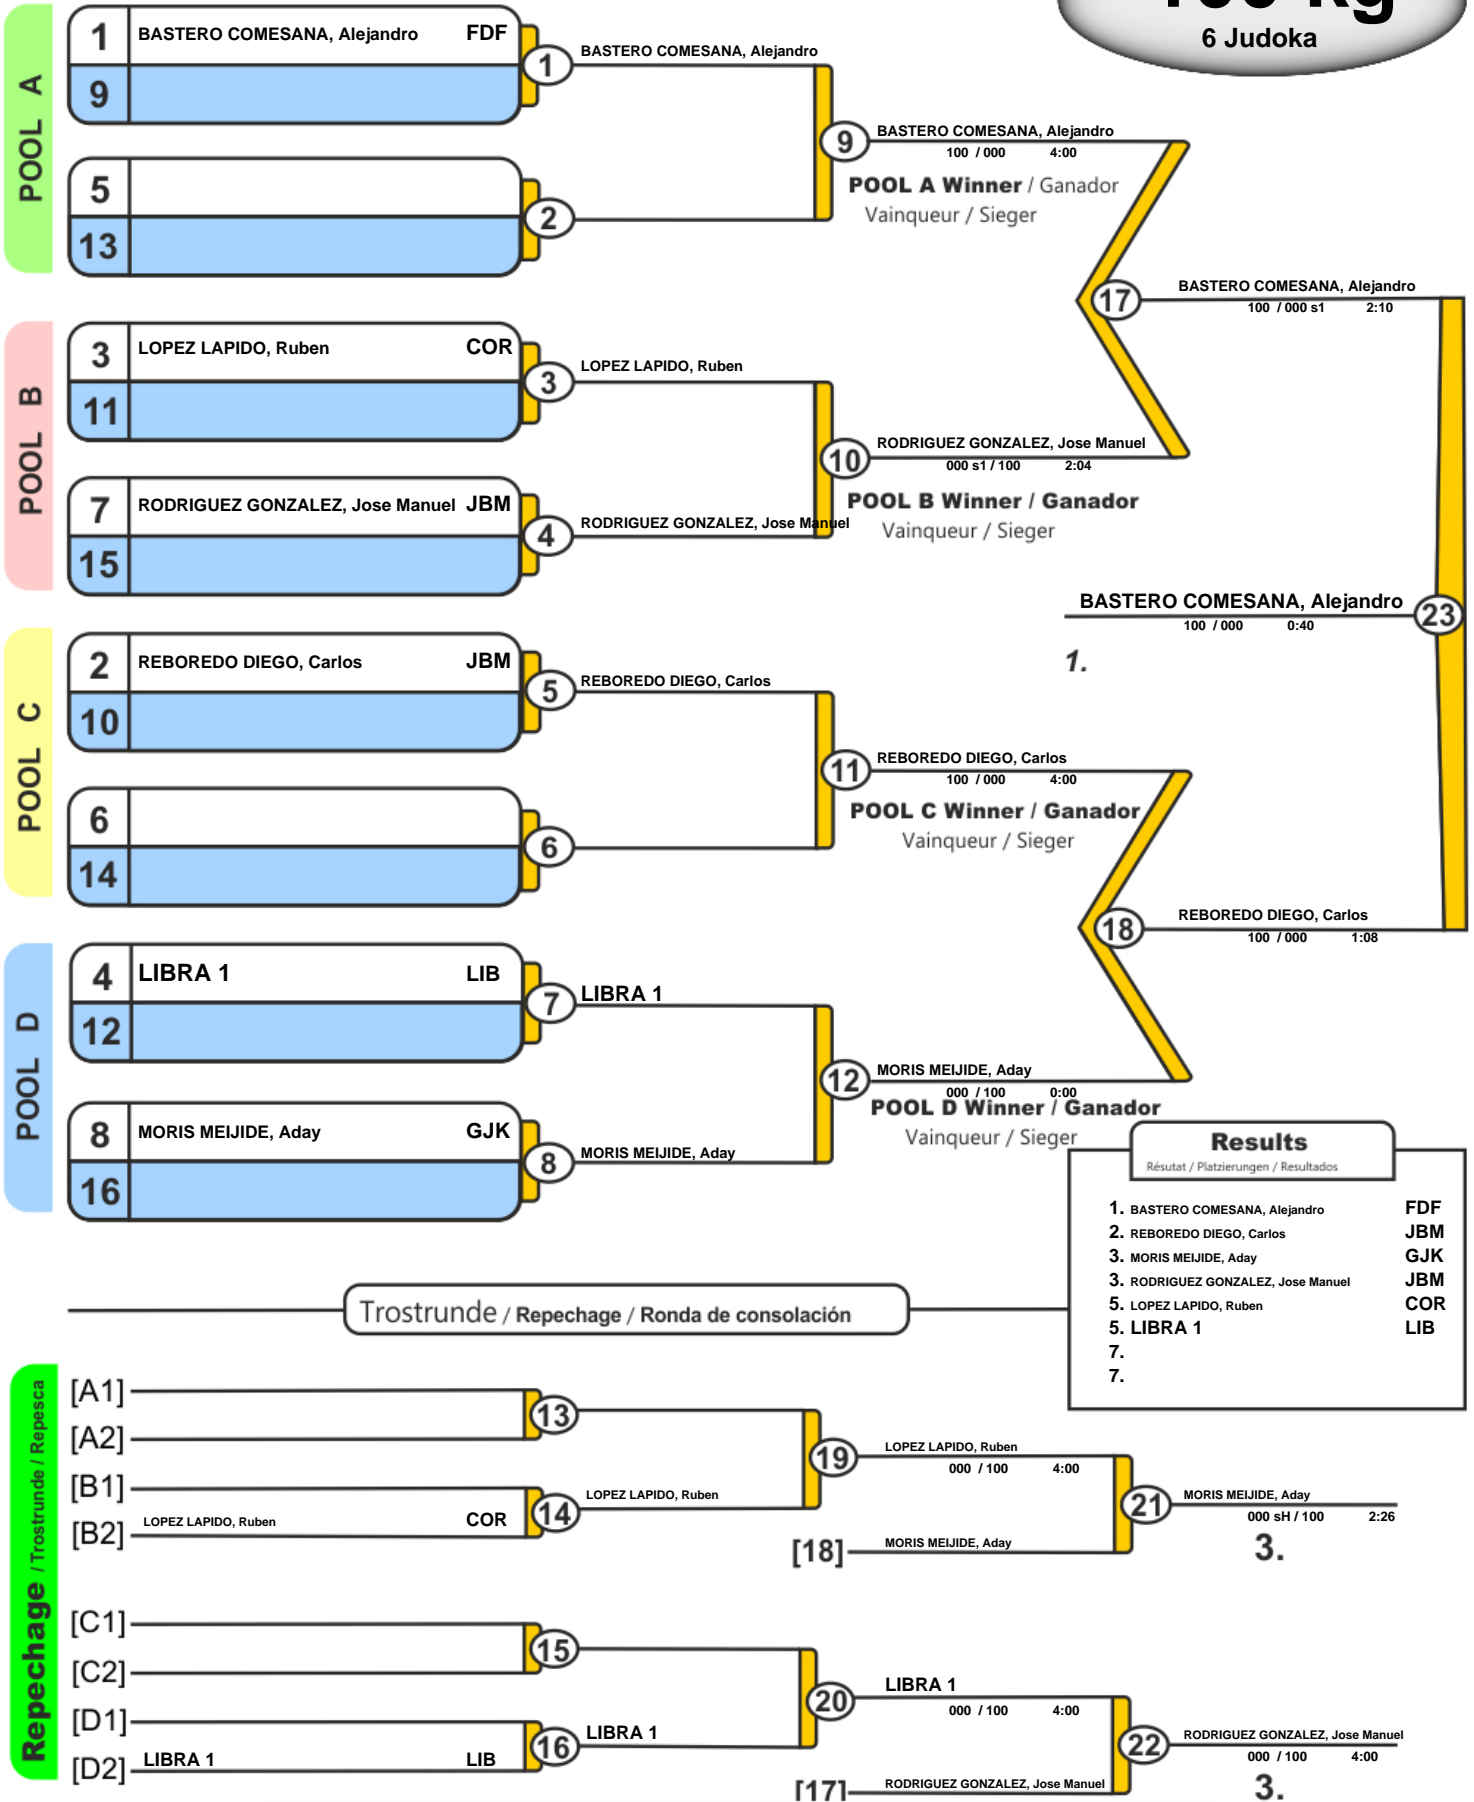 6 Judoka
POOL A
1 BASTERO COMESANA, Alejandro FDF
9
1
BASTERO COMESANA, Alejandro
5
13
2
9
BASTERO COMESANA, Alejandro
100 / 000 4:00
POOL A Winner / Ganador
Vainqueur / Sieger
POOL B
3 LOPEZ LAPIDO, Ruben COR
11
3
LOPEZ LAPIDO, Ruben
7 RODRIGUEZ GONZALEZ, Jose Manuel JBM
15
4
RODRIGUEZ GONZALEZ, Jose Manuel
10
RODRIGUEZ GONZALEZ, Jose Manuel
000 s1 / 100 2:04
POOL B Winner / Ganador
Vainqueur / Sieger
17
BASTERO COMESANA, Alejandro
100 / 000 s1 2:10
BASTERO COMESANA, Alejandro
23
100 / 000 0:40
1.
POOL C
2 REBOREDO DIEGO, Carlos JBM
10
5
REBOREDO DIEGO, Carlos
6
14
6
11
REBOREDO DIEGO, Carlos
100 / 000 4:00
POOL C Winner / Ganador
Vainqueur / Sieger
18
REBOREDO DIEGO, Carlos
100 / 000 1:08
POOL D
4 LIBRA 1 LIB
12
7
LIBRA 1
8 MORIS MEIJIDE, Aday GJK
16
8
MORIS MEIJIDE, Aday
12
MORIS MEIJIDE, Aday
000 / 100 0:00
POOL D Winner / Ganador
Vainqueur / Sieger
Results
Résutat / Platzierungen / Resultados
1. BASTERO COMESANA, Alejandro FDF
2. REBOREDO DIEGO, Carlos JBM
3. MORIS MEIJIDE, Aday GJK
3. RODRIGUEZ GONZALEZ, Jose Manuel JBM
5. LOPEZ LAPIDO, Ruben COR
5. LIBRA 1 LIB
7.
7.
Trostrunde / Repechage / Ronda de consolación
Repechage / Trostrunde / Repesca
[A1]
[A2]
13
[B1]
[B2] LOPEZ LAPIDO, Ruben COR
14
LOPEZ LAPIDO, Ruben
19
LOPEZ LAPIDO, Ruben
000 / 100 4:00
[18] MORIS MEIJIDE, Aday
21
MORIS MEIJIDE, Aday
000 sH / 100 2:26
3.
[C1]
[C2]
15
[D1]
[D2] LIBRA 1 LIB
16
LIBRA 1
20
LIBRA 1
000 / 100 4:00
[17] RODRIGUEZ GONZALEZ, Jose Manuel
22
RODRIGUEZ GONZALEZ, Jose Manuel
000 / 100 4:00
3.